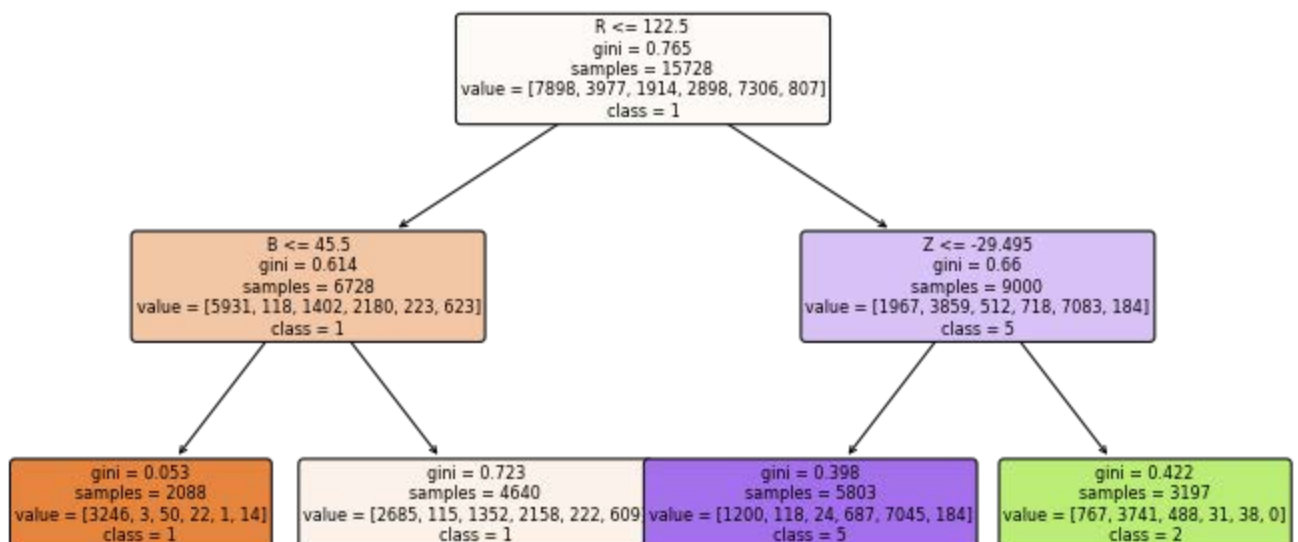 R <= 122.5
gini = 0.765
samples = 15728
value = [7898, 3977, 1914, 2898, 7306, 807]
class = 1
B <= 45.5
gini = 0.614
samples = 6728
value = [5931, 118, 1402, 2180, 223, 623]
class = 1
Z <= -29.495
gini = 0.66
samples = 9000
value = [1967, 3859, 512, 718, 7083, 184]
class = 5
gini = 0.053
samples = 2088
value = [3246, 3, 50, 22, 1, 14]
class = 1
gini = 0.723
samples = 4640
value = [2685, 115, 1352, 2158, 222, 609
class = 1
gini = 0.398
samples = 5803
value = [1200, 118, 24, 687, 7045, 184]
class = 5
gini = 0.422
samples = 3197
value = [767, 3741, 488, 31, 38, 0]
class = 2